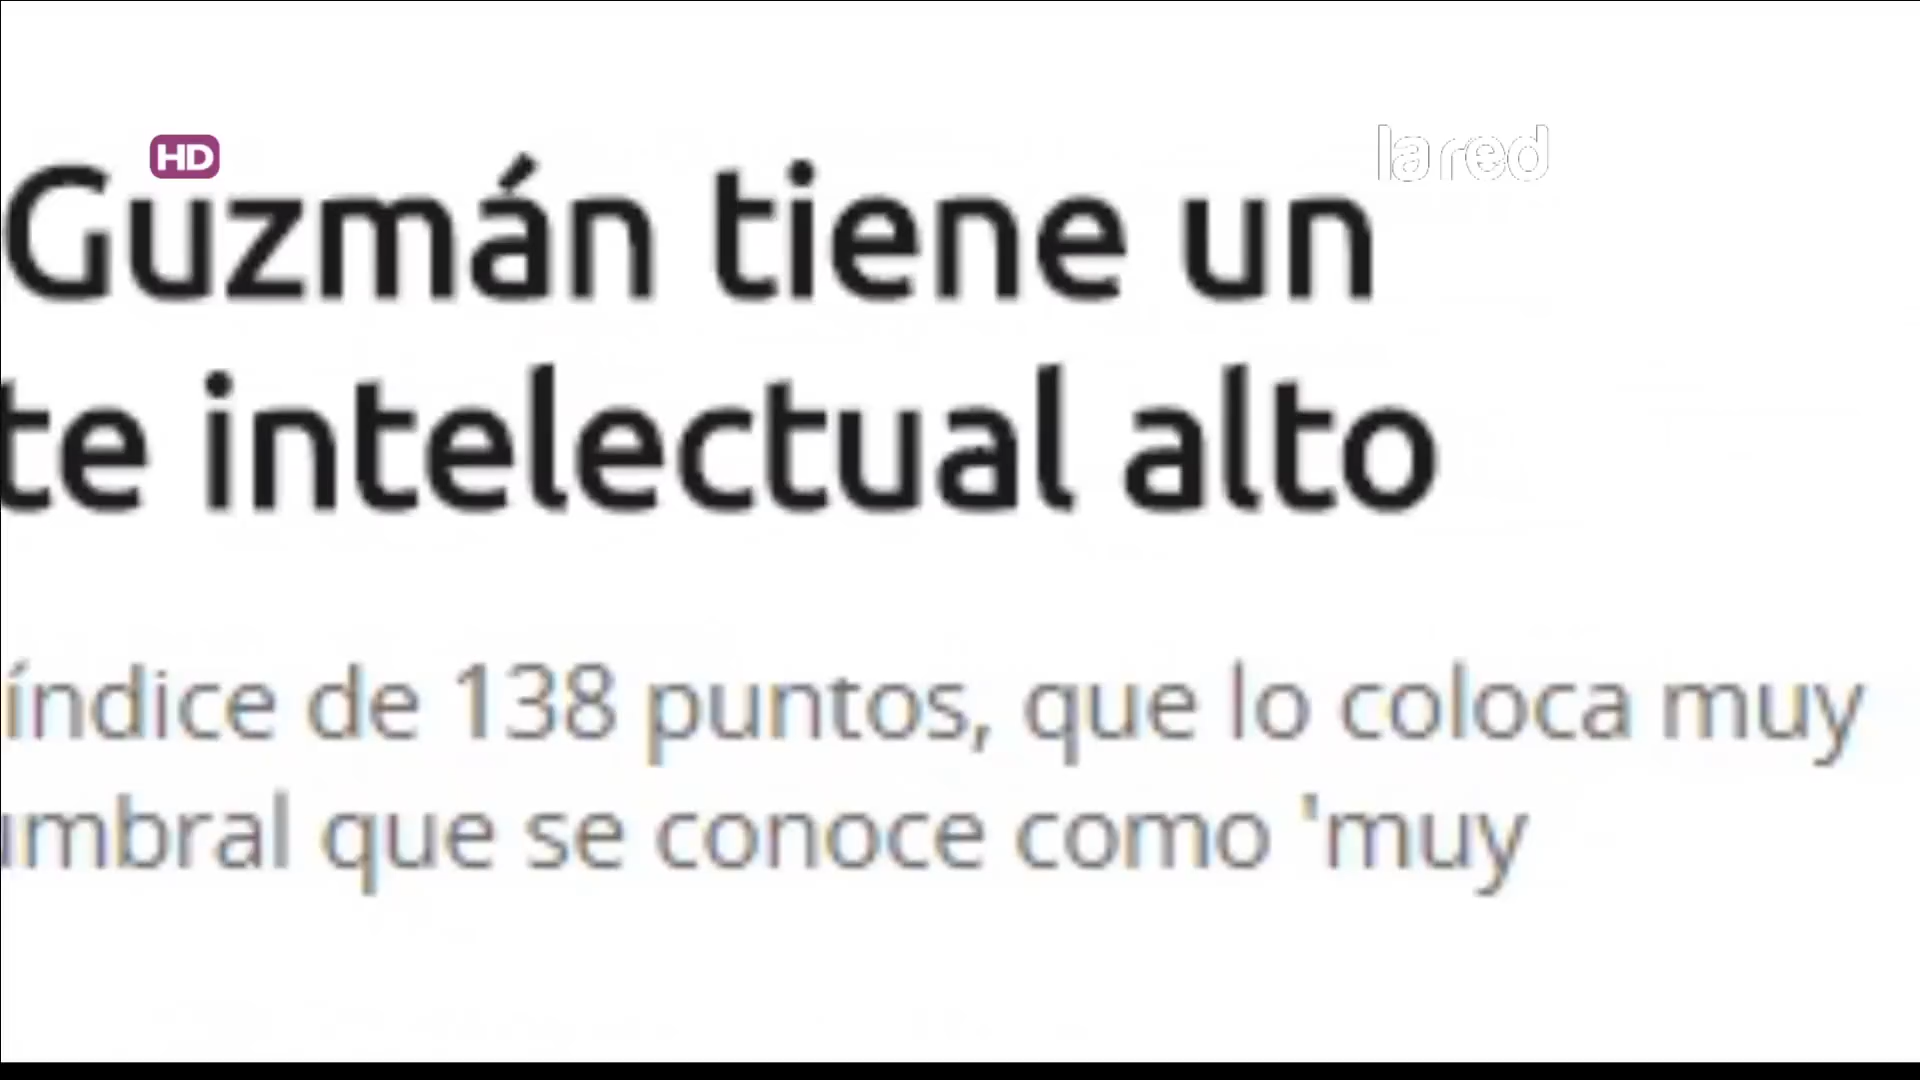 HD
la red
Guzmán tiene un
te intelectual alto
índice de 138 puntos, que lo coloca muy
umbral que se conoce como 'muy